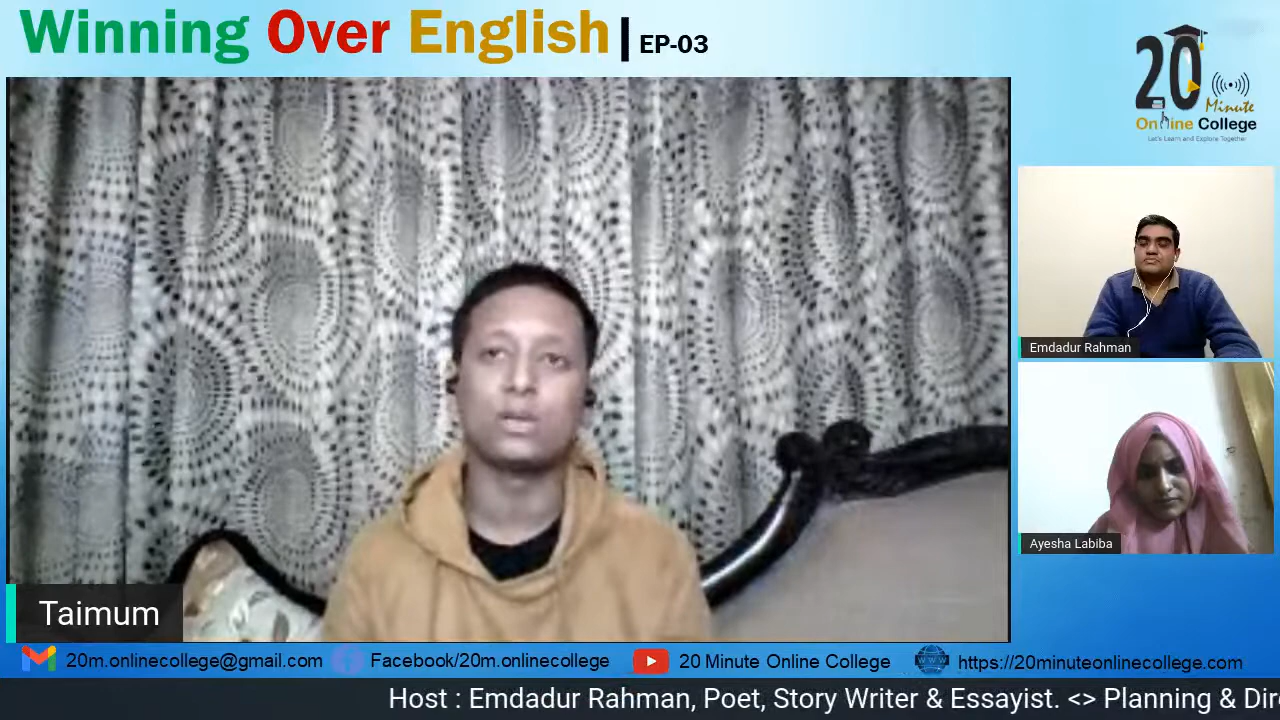 Winning Over English | EP-03
20
Minute
Online College
Let's Learn and Explore Together
Emdadur Rahman
Ayesha Labiba
Taimum
20m.onlinecollege@gmail.com
Facebook/20m.onlinecollege
20 Minute Online College
WWW
https://20minuteonlinecollege.com
Host : Emdadur Rahman, Poet, Story Writer & Essayist. <> Planning & Dir